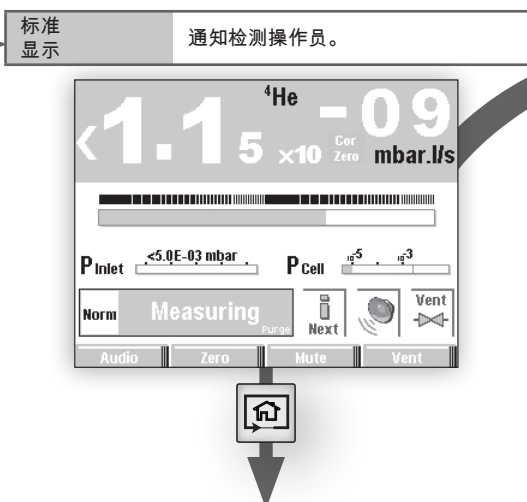 标准
显示
通知检测操作员。
⁴He
<1.15 x10 -09
Cor
Zero
mbar.l/s
P Inlet <5.0E-03 mbar
P Cell 10⁻⁵ 10⁻³
Norm Measuring Purge
Next
Vent
Audio Zero Mute Vent